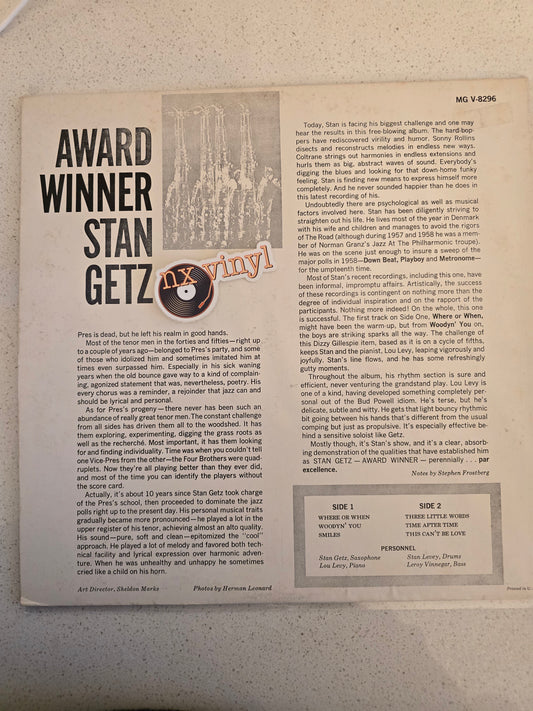 MG V-8296
AWARD
WINNER
STAN
GETZ
nx vinyl
Pres is dead, but he left his realm in good hands.
Most of the tenor men in the forties and fifties—right up
to a couple of years ago—belonged to Pres's party, and some
of those who idolized him and sometimes imitated him at
times even surpassed him. Especially in his sick waning
years when the old bounce gave way to a kind of complain-
ing, agonized statement that was, nevertheless, poetry. His
every chorus was a reminder, a rejoinder that jazz can and
should be lyrical and personal.
As for Pres's progeny—there never has been such an
abundance of really great tenor men. The constant challenge
from all sides has driven them all to the woodshed. It has
them exploring, experimenting, digging the grass roots as
well as the recherché. Most important, it has them looking
for and finding individuality. Time was when you couldn't tell
one Vice-Pres from the other—the Four Brothers were quad-
ruplets. Now they're all playing better than they ever did,
and most of the time you can identify the players without
the score card.
Actually, it's about 10 years since Stan Getz took charge
of the Pres's school, then proceeded to dominate the jazz
polls right up to the present day. His personal musical traits
gradually became more pronounced—he played a lot in the
upper register of his tenor, achieving almost an alto quality.
His sound—pure, soft and clean—epitomized the "cool"
approach. He played a lot of melody and favored both tech-
nical facility and lyrical expression over harmonic adven-
ture. When he was unhealthy and unhappy he sometimes
cried like a child on his horn.
Art Director, Sheldon Marks Photos by Herman Leonard
Today, Stan is facing his biggest challenge and one may
hear the results in this free-blowing album. The hard-bop-
pers have rediscovered virility and humor. Sonny Rollins
disects and reconstructs melodies in endless new ways.
Coltrane strings out harmonies in endless extensions and
hurls them as big, abstract waves of sound. Everybody's
digging the blues and looking for that down-home funky
feeling. Stan is finding new means to express himself more
completely. And he never sounded happier than he does in
this latest recording of his.
Undoubtedly there are psychological as well as musical
factors involved here. Stan has been diligently striving to
straighten out his life. He lives most of the year in Denmark
with his wife and children and manages to avoid the rigors
of The Road (although during 1957 and 1958 he was a mem-
ber of Norman Granz's Jazz At The Philharmonic troupe).
He was on the scene just enough to insure a sweep of the
major polls in 1958—Down Beat, Playboy and Metronome—
for the umpteenth time.
Most of Stan's recent recordings, including this one, have
been informal, impromptu affairs. Artistically, the success
of these recordings is contingent on nothing more than the
degree of individual inspiration and on the rapport of the
participants. Nothing more indeed! On the whole, this one
is successful. The first track on Side One, Where or When,
might have been the warm-up, but from Woodyn' You on,
the boys are striking sparks all the way. The challenge of
this Dizzy Gillespie item, based as it is on a cycle of fifths,
keeps Stan and the pianist, Lou Levy, leaping vigorously and
joyfully. Stan's line flows, and he has some refreshingly
gutty moments.
Throughout the album, his rhythm section is sure and
efficient, never venturing the grandstand play. Lou Levy is
one of a kind, having developed something completely per-
sonal out of the Bud Powell idiom. He's terse, but he's
delicate, subtle and witty. He gets that light bouncy rhythmic
bit going between his hands that's different from the usual
comping but just as propulsive. It's especially effective be-
hind a sensitive soloist like Getz.
Mostly though, it's Stan's show, and it's a clear, absorb-
ing demonstration of the qualities that have established him
as STAN GETZ – AWARD WINNER – perennially . . . par
excellence.
Notes by Stephen Frostberg
SIDE 1
WHERE OR WHEN
WOODYN' YOU
SMILES
SIDE 2
THREE LITTLE WORDS
TIME AFTER TIME
THIS CAN'T BE LOVE
PERSONNEL
Stan Getz, Saxophone Stan Levey, Drums
Lou Levy, Piano Leroy Vinnegar, Bass
Printed in U.